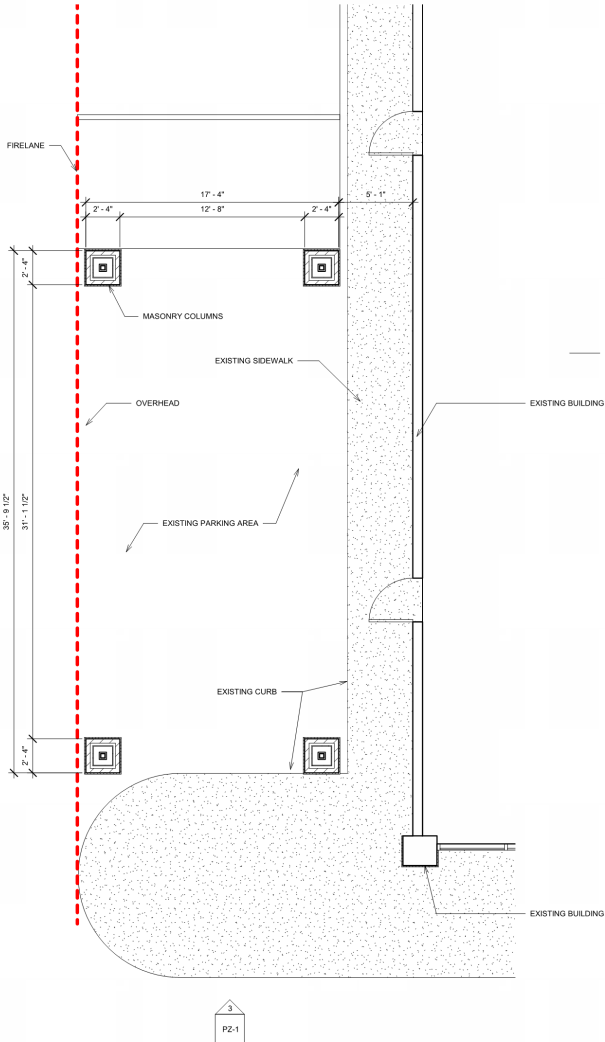 FIRELANE
17' - 4"
5' - 1"
2' - 4"
12' - 8"
2' - 4"
2' - 4"
MASONRY COLUMNS
EXISTING SIDEWALK
OVERHEAD
EXISTING BUILDING
35' - 9 1/2"
31' - 1 1/2"
EXISTING PARKING AREA
EXISTING CURB
2' - 4"
EXISTING BUILDING
3
PZ-1